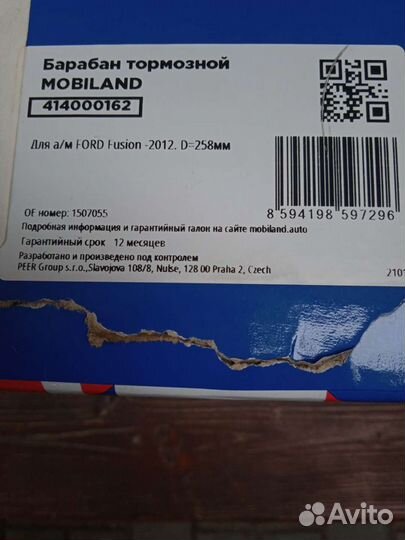 Барабан тормозной
MOBILAND
414000162
Для а/м FORD Fusion -2012. D=258мм
8 594198 597296
OE номер: 1507055
Подробная информация и гарантийный талон на сайте mobiland.auto
Гарантийный срок 12 месяцев
Разработано и произведено под контролем
PEER Group s.r.o.,Slavojova 108/8, Nulse, 128 00 Praha 2, Czech
2101
Avito